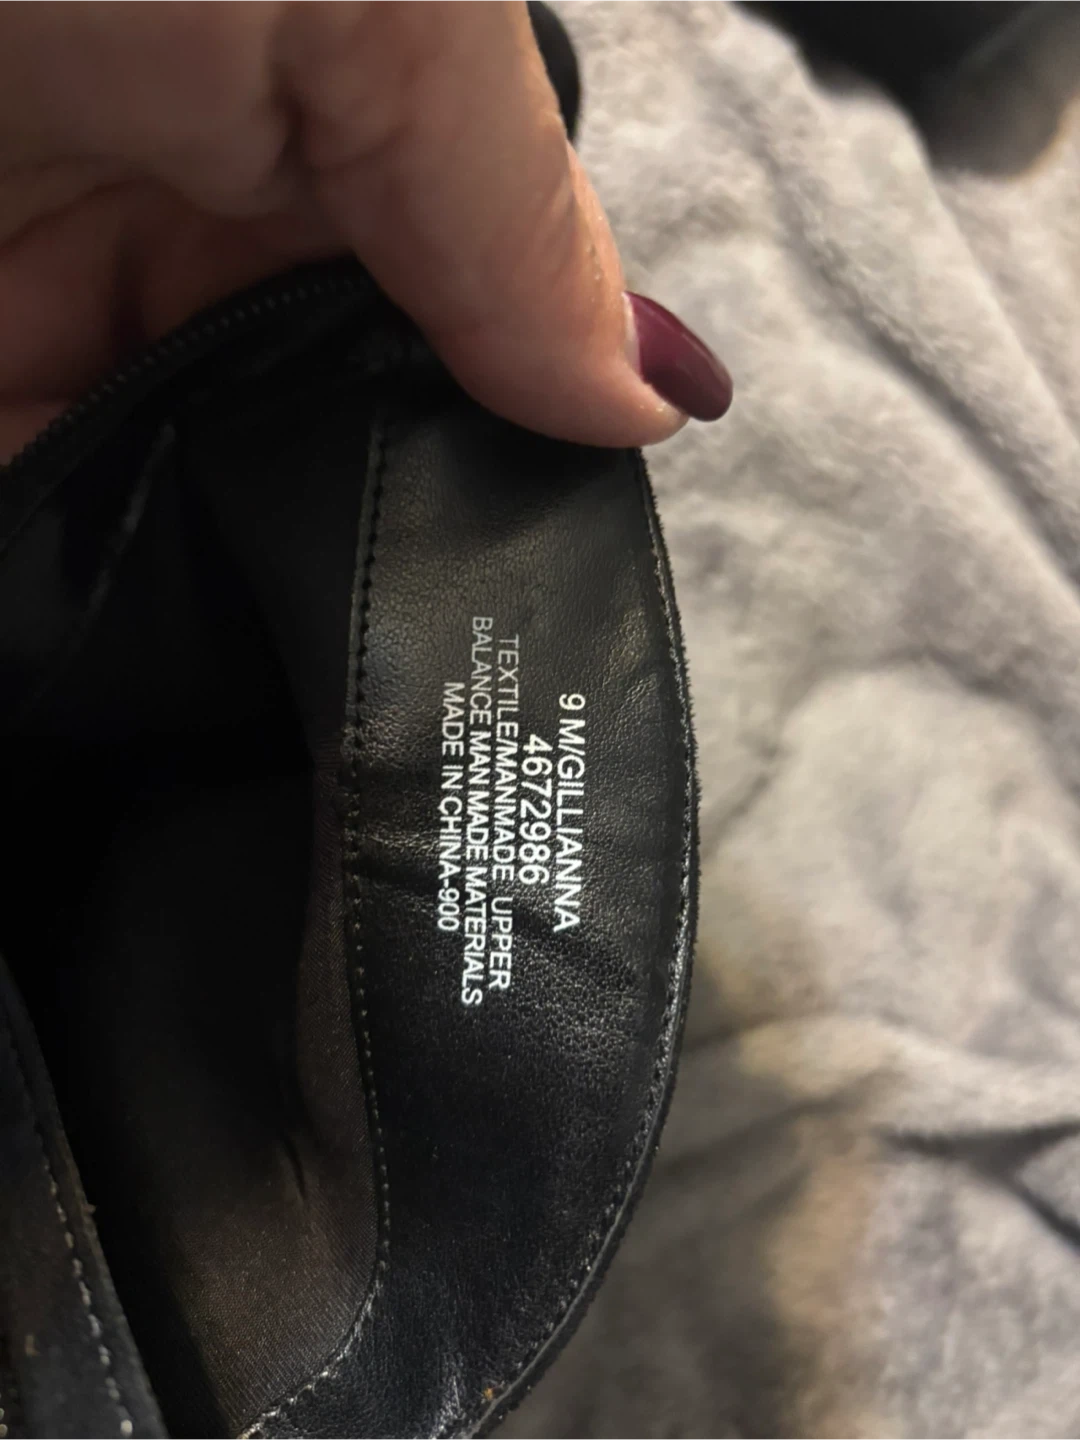 9 M/GILLIANNA
4672986
TEXTILE/MANMADE UPPER
BALANCE MAN MADE MATERIALS
MADE IN CHINA-900